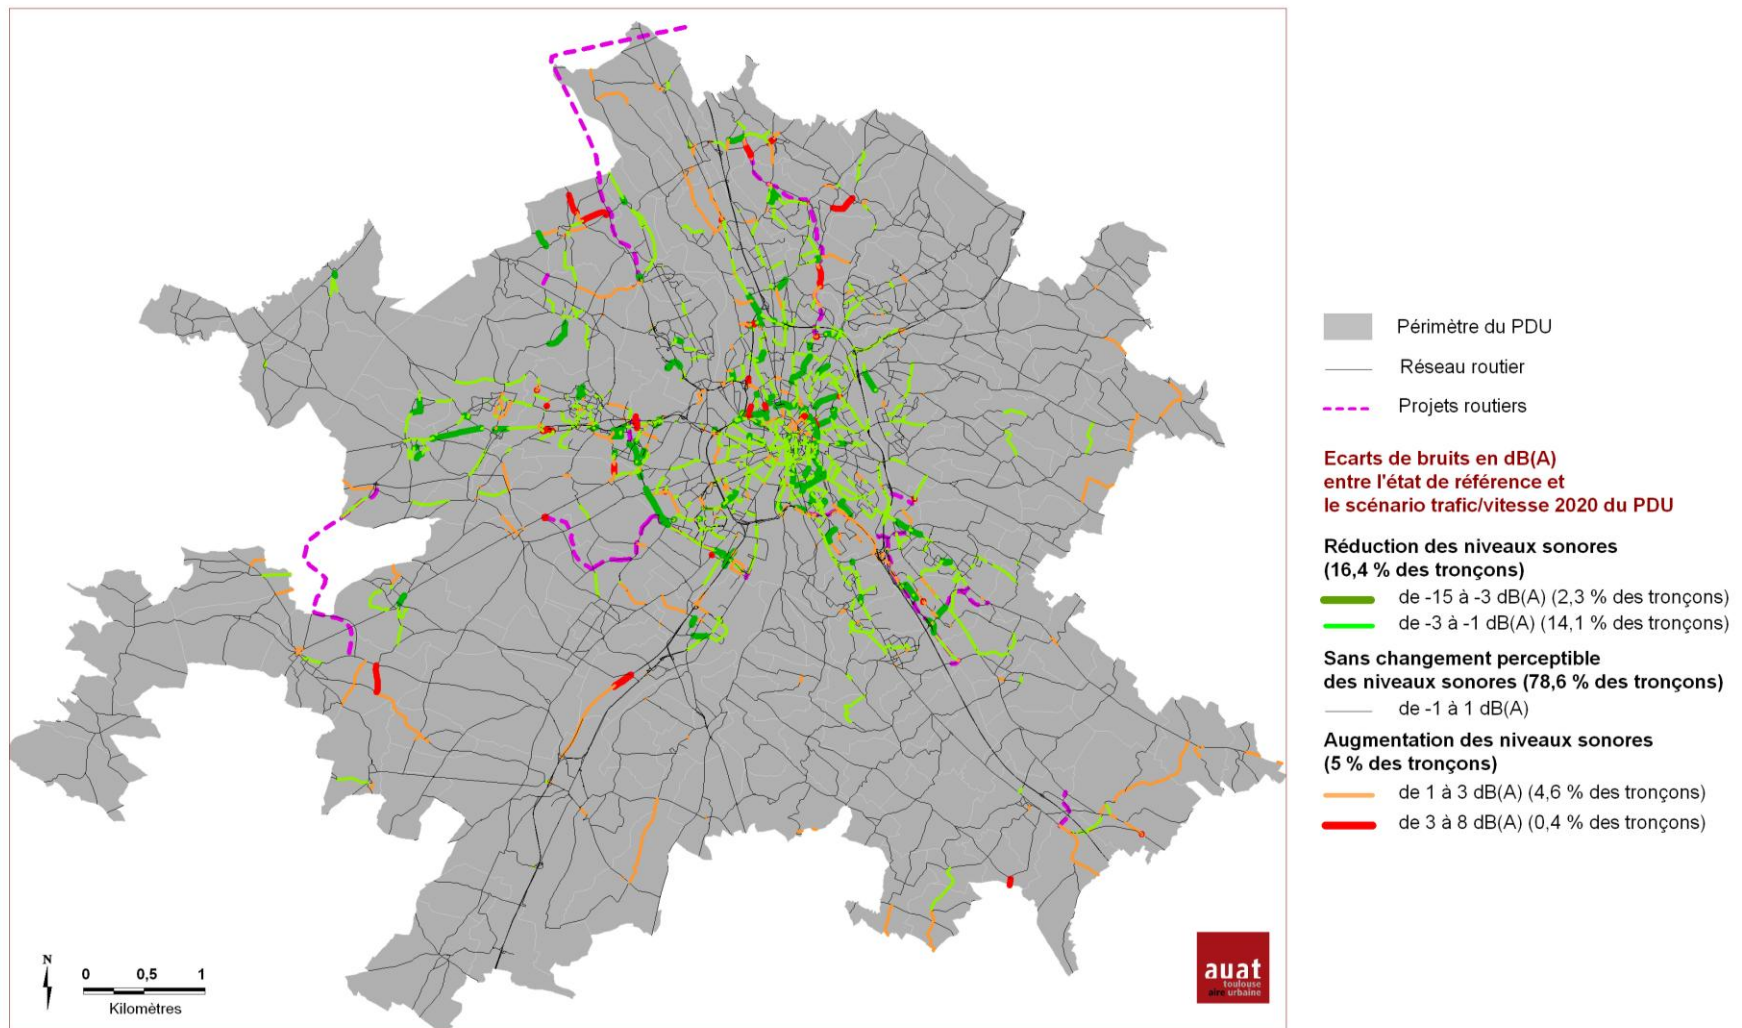 Périmètre du PDU
Réseau routier
Projets routiers
Ecarts de bruits en dB(A)
entre l'état de référence et
le scénario trafic/vitesse 2020 du PDU
Réduction des niveaux sonores
(16,4 % des tronçons)
de -15 à -3 dB(A) (2,3 % des tronçons)
de -3 à -1 dB(A) (14,1 % des tronçons)
Sans changement perceptible
des niveaux sonores (78,6 % des tronçons)
de -1 à 1 dB(A)
Augmentation des niveaux sonores
(5 % des tronçons)
de 1 à 3 dB(A) (4,6 % des tronçons)
de 3 à 8 dB(A) (0,4 % des tronçons)
N
0 0,5 1
Kilomètres
auat
toulouse
aire urbaine